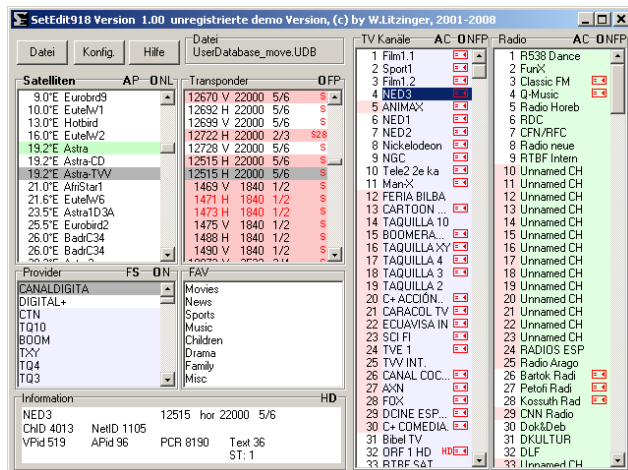 SetEdit918 Version 1.00 unregistrierte demo Version, (c) by W.Litzinger, 2001-2008
Datei Konfig. Hilfe
Datei
UserDatabase_move.UDB
Satelliten AP ONL
9.0°E Eurobrd9
10.0°E EutelW1
13.0°E Hotbird
16.0°E EutelW2
19.2°E Astra
19.2°E Astra-CD
19.2°E Astra-TVV
21.0°E AfriStar1
21.6°E EutelW6
23.5°E Astra1D3A
25.5°E Eurobird2
26.0°E BadrC34
26.0°E BadrC34
Transponder OFP
12670 V 22000 5/6 S
12692 H 22000 5/6 S
12699 V 22000 5/6 S
12722 H 22000 2/3 S28
12728 V 22000 5/6 S
12515 H 22000 5/6 S
12515 H 22000 5/6 S
1469 V 1840 1/2 S
1471 H 1840 1/2 S
1473 H 1840 1/2 S
1475 V 1840 1/2 S
1488 H 1840 1/2 S
1490 V 1840 1/2 S
Provider FS ON
CANALDIGITA
DIGITAL+
CTN
TQ10
BOOM
TXY
TQ4
TQ3
FAV
Movies
News
Sports
Music
Children
Drama
Family
Misc
Information HD
NED3 12515 hor 22000 5/6
ChID 4013 NetID 1105
VPid 519 APid 96 PCR 8190 Text 36
ST: 1
TV Kanäle AC ONFP
1 Film1.1
2 Sport1
3 Film1.2
4 NED3
5 ANIMAX
6 NED1
7 NED2
8 Nickelodeon
9 NGC
10 Tele2 2e ka
11 Man-X
12 FERIA BILBA
13 CARTOON ...
14 TAQUILLA 10
15 BOOMERA...
16 TAQUILLA XY
17 TAQUILLA 4
18 TAQUILLA 3
19 TAQUILLA 2
20 C+ ACCIÓN..
21 CARACOL TV
22 ECUAVISA IN
23 SCI FI
24 TVE 1
25 TVV INT.
26 CANAL COC...
27 AXN
28 FOX
29 DCINE ESP...
30 C+ COMEDIA.
31 Bibel TV
32 ORF 1 HD HD
33 RTBF SAT
Radio AC ONFP
1 R538 Dance
2 FunX
3 Classic FM
4 Q-Music
5 Radio Horeb
6 RDC
7 CFN/RFC
8 Radio neue
9 RTBF Intern
10 Unnamed CH
11 Unnamed CH
12 Unnamed CH
13 Unnamed CH
14 Unnamed CH
15 Unnamed CH
16 Unnamed CH
17 Unnamed CH
18 Unnamed CH
19 Unnamed CH
20 Unnamed CH
21 Unnamed CH
22 Unnamed CH
23 Unnamed CH
24 RADIOS ESP
25 Radio Arago
26 Bartok Radi
27 Petofi Radi
28 Kossuth Rad
29 CNN Radio
30 Dok&Deb
31 DKULTUR
32 DLF
33 Unnamed CH